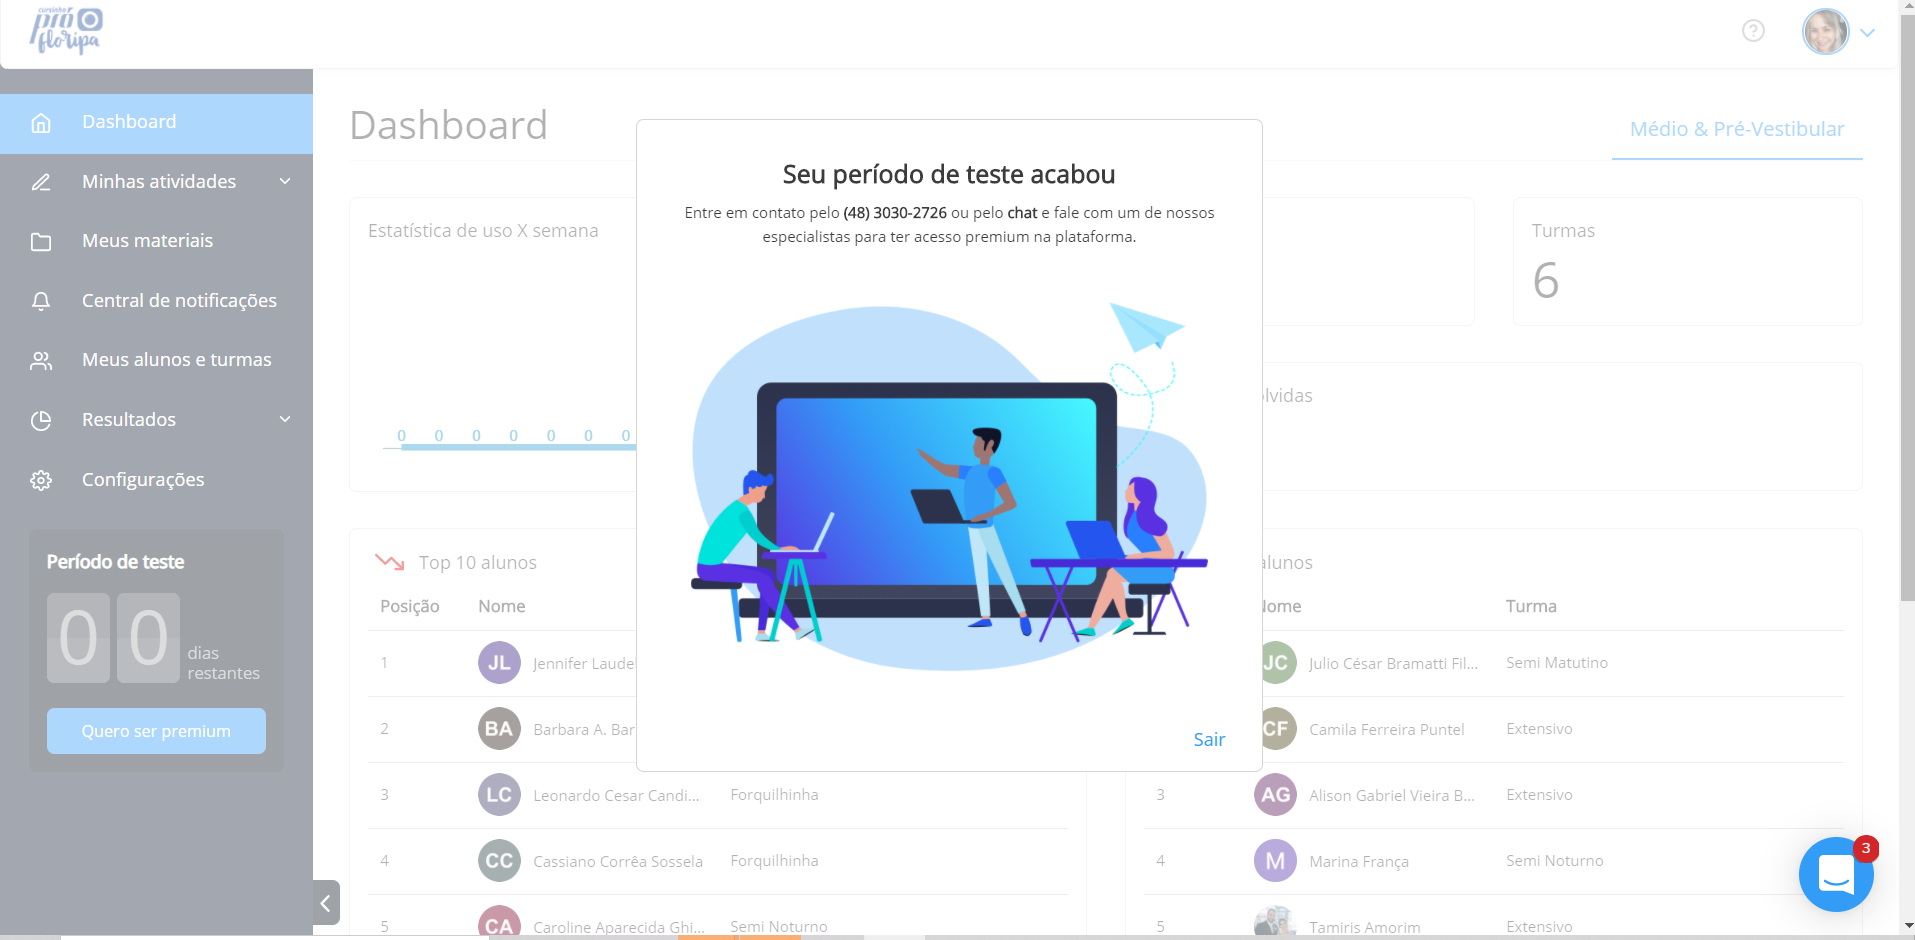 cursinho
pró
floripa
Dashboard
Minhas atividades
Meus materiais
Central de notificações
Meus alunos e turmas
Resultados
Configurações
Período de teste
0 0 dias
restantes
Quero ser premium
Dashboard
Médio & Pré-Vestibular
Estatística de uso X semana
0 0 0 0 0 0 0
Turmas
6
olvidas
Seu período de teste acabou
Entre em contato pelo (48) 3030-2726 ou pelo chat e fale com um de nossos
especialistas para ter acesso premium na plataforma.
Sair
Top 10 alunos
Posição Nome
1 JL Jennifer Laude
2 BA Barbara A. Bar
3 LC Leonardo Cesar Candi... Forquilhinha
4 CC Cassiano Corrêa Sossela Forquilhinha
5 CA Caroline Aparecida Ghi... Semi Noturno
alunos
Nome Turma
JC Julio César Bramatti Fil... Semi Matutino
CF Camila Ferreira Puntel Extensivo
3 AG Alison Gabriel Vieira B... Extensivo
4 M Marina França Semi Noturno
5 Tamiris Amorim Extensivo
3